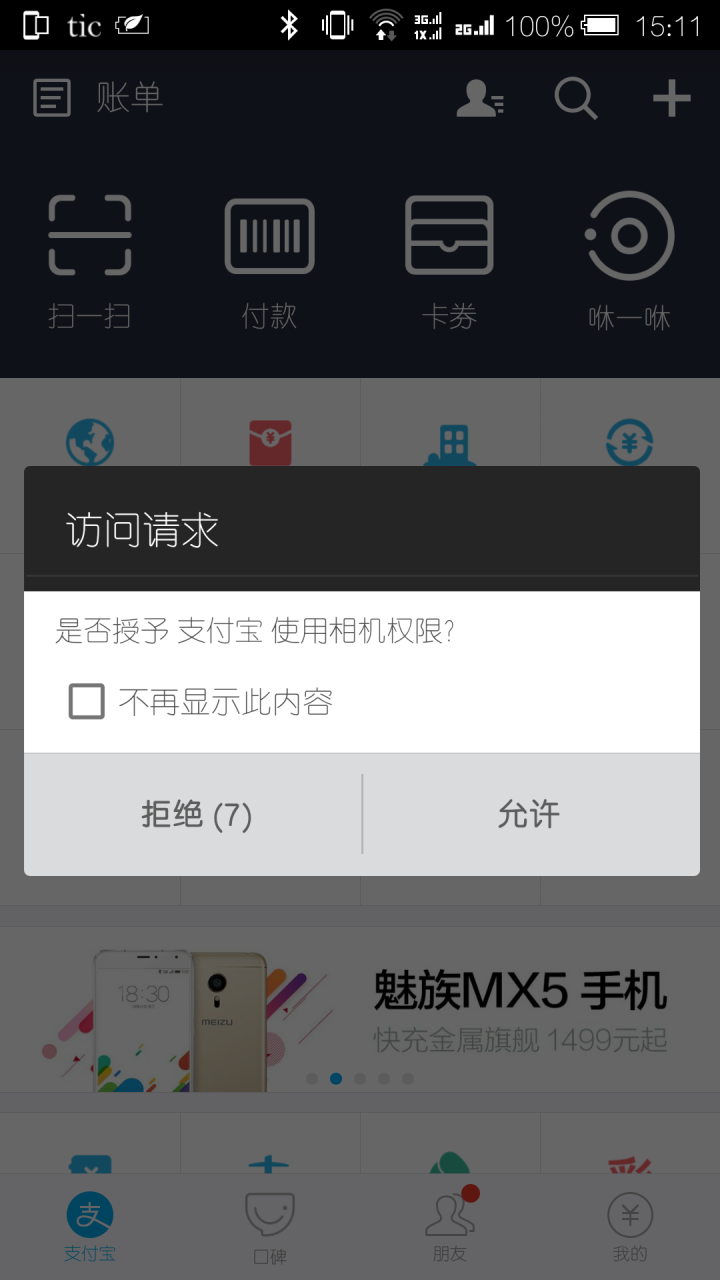 tic 3G 1X 2G 100% 15:11
账单
扫一扫 付款 卡券 咻一咻
访问请求
是否授予 支付宝 使用相机权限?
不再显示此内容
拒绝 (7) 允许
18:30
MEIZU
魅族MX5 手机
快充金属旗舰 1499元起
支付宝 口碑 朋友 我的